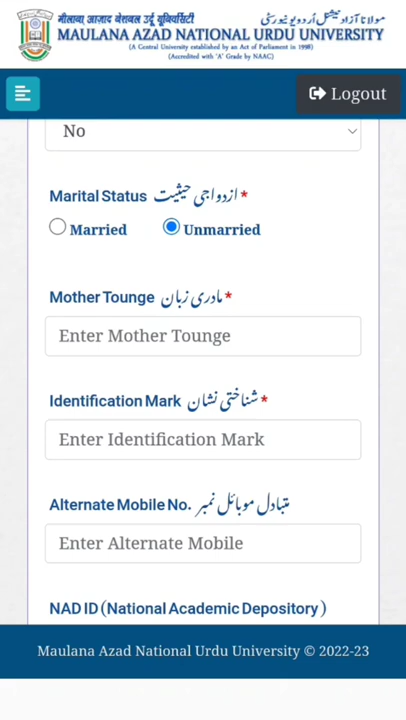 मौलाना आज़ाद नेशनल उर्दू यूनिवर्सिटी مولانا آزاد نیشنل اُردو یونیورسٹی
MAULANA AZAD NATIONAL URDU UNIVERSITY
(A Central University established by an Act of Parliament in 1998)
(Accredited with 'A' Grade by NAAC)
Logout
No
Marital Status ازدواجی حیثیت *
Married Unmarried
Mother Tounge مادری زبان *
Enter Mother Tounge
Identification Mark شناختی نشان *
Enter Identification Mark
Alternate Mobile No. متبادل موبائل نمبر
Enter Alternate Mobile
NAD ID (National Academic Depository )
Maulana Azad National Urdu University © 2022-23